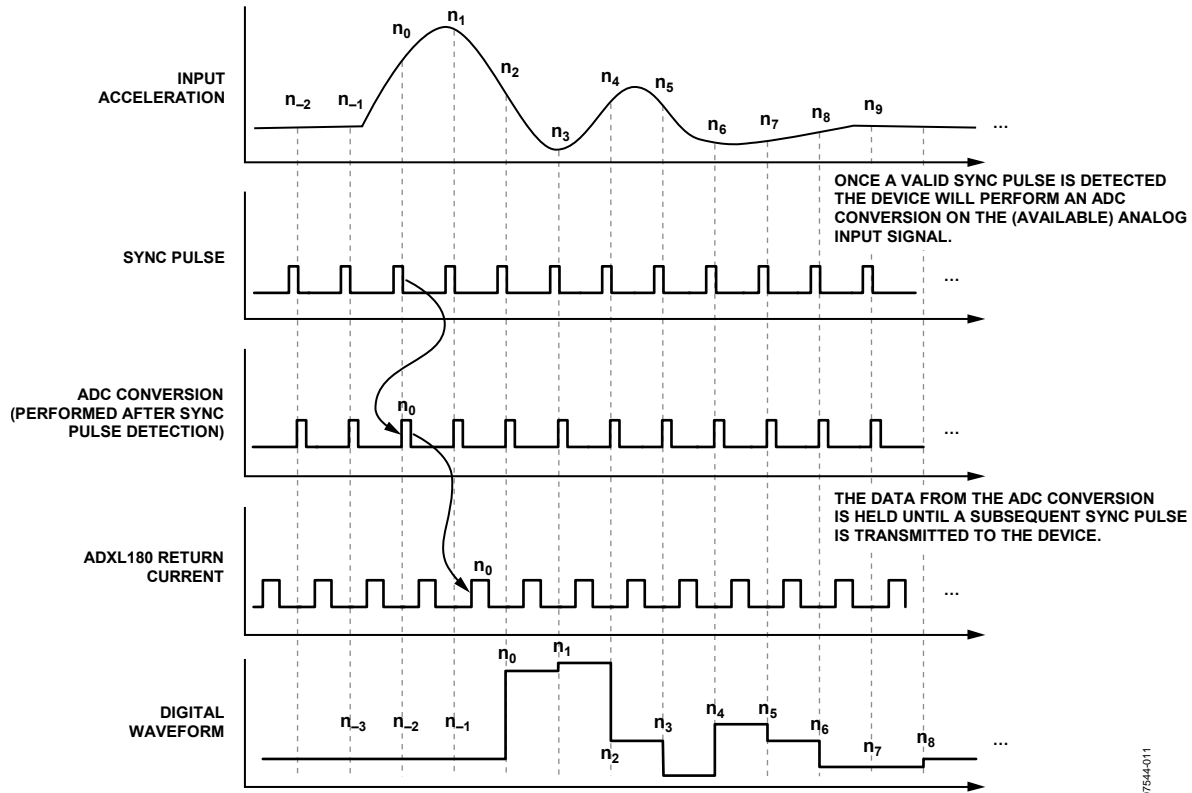 INPUT
ACCELERATION
n–2
n–1
n0
n1
n2
n3
n4
n5
n6
n7
n8
n9
...
ONCE A VALID SYNC PULSE IS DETECTED
THE DEVICE WILL PERFORM AN ADC
CONVERSION ON THE (AVAILABLE) ANALOG
INPUT SIGNAL.
SYNC PULSE
...
ADC CONVERSION
(PERFORMED AFTER SYNC
PULSE DETECTION)
n0
...
THE DATA FROM THE ADC CONVERSION
IS HELD UNTIL A SUBSEQUENT SYNC PULSE
IS TRANSMITTED TO THE DEVICE.
ADXL180 RETURN
CURRENT
n0
...
DIGITAL
WAVEFORM
n–3
n–2
n–1
n0
n1
n2
n3
n4
n5
n6
n7
n8
...